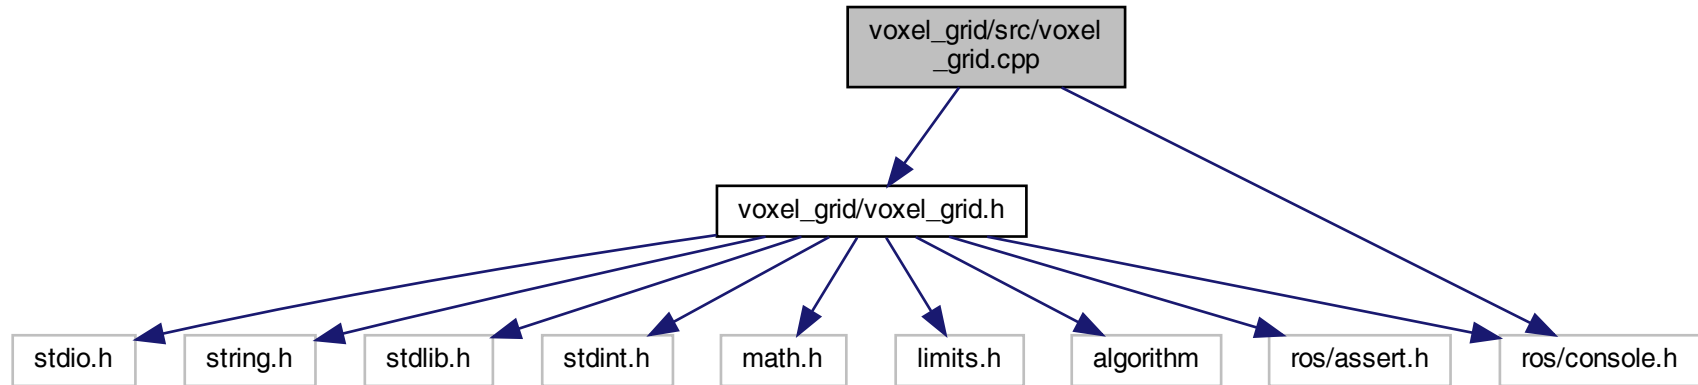 voxel_grid/src/voxel
_grid.cpp
voxel_grid/voxel_grid.h
stdio.h
string.h
stdlib.h
stdint.h
math.h
limits.h
algorithm
ros/assert.h
ros/console.h